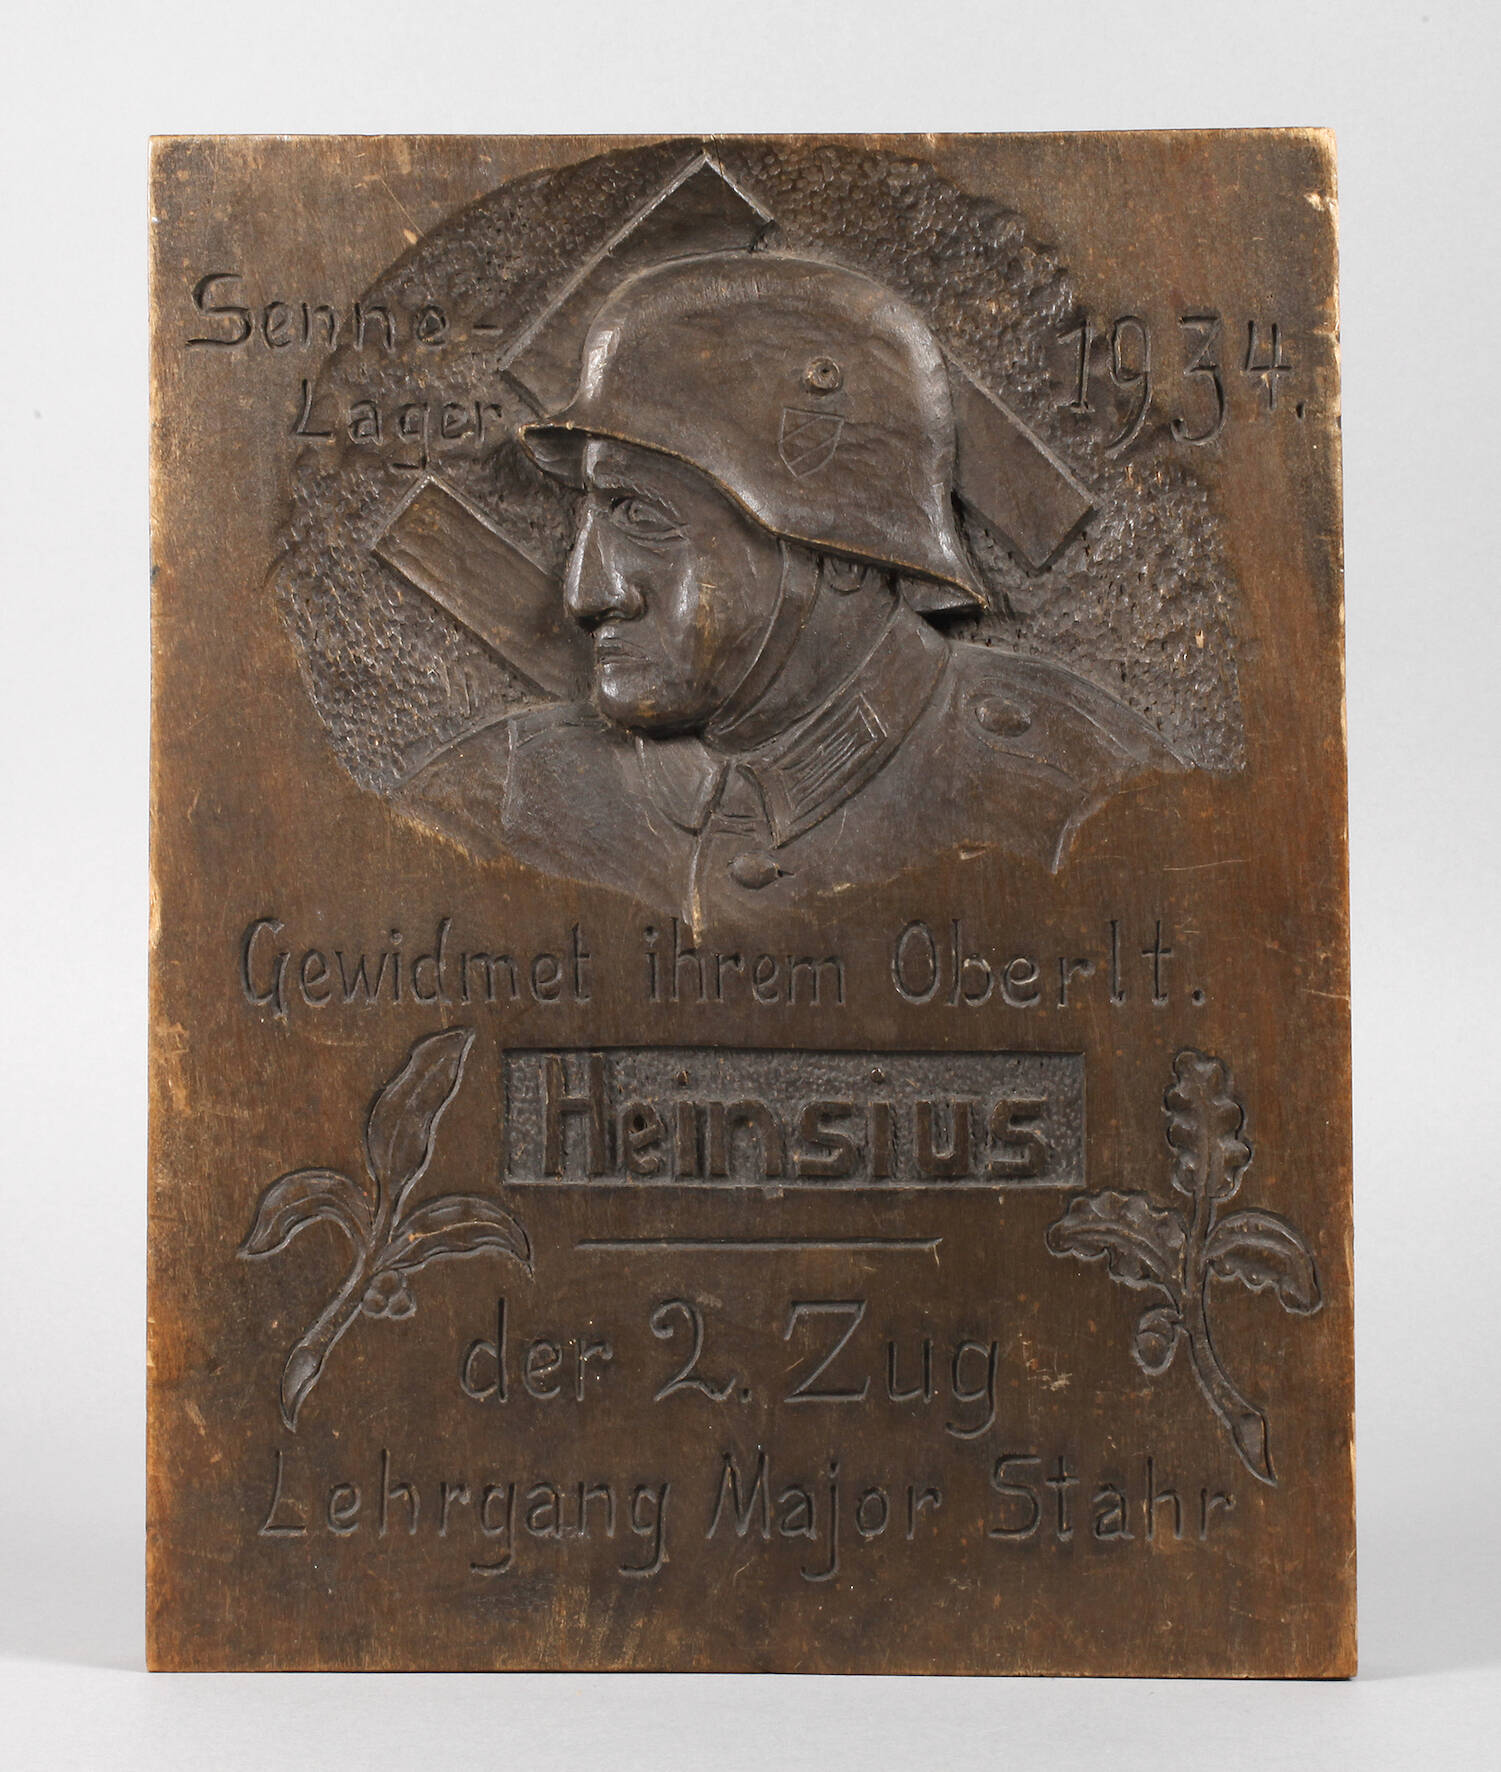 Senne-
Lager
1934.
Gewidmet ihrem Oberlt.
Heinsius
der 2. Zug
Lehrgang Major Stahr